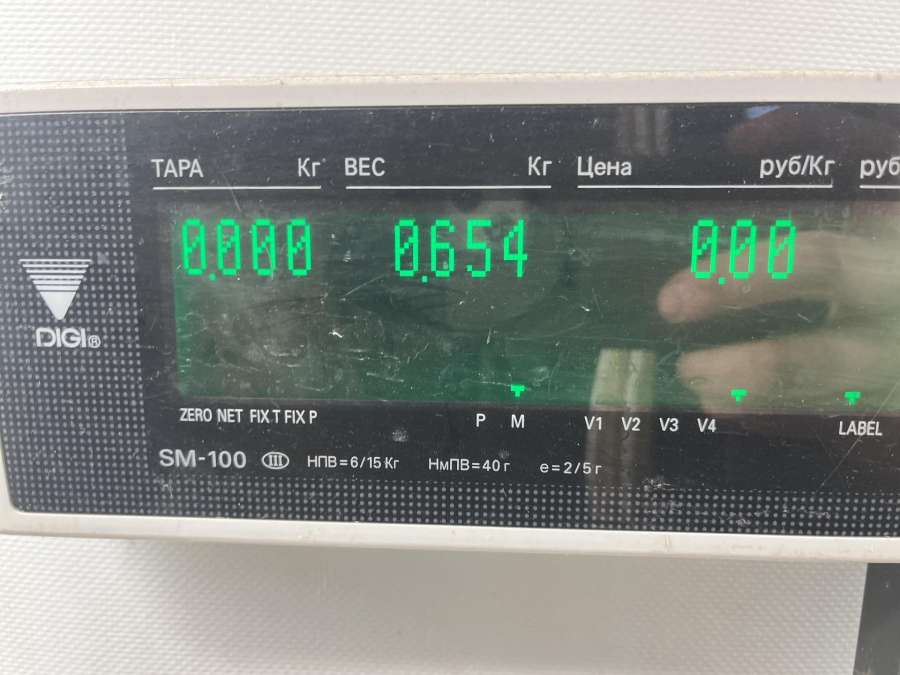 ТАРА Кг ВЕС Кг Цена руб/Кг руб
0.000 0.654 0.00
DIGI®
ZERO NET FIX T FIX P P M V1 V2 V3 V4 LABEL
SM-100 III НПВ=6/15 Кг НмПВ=40 г e=2/5 г